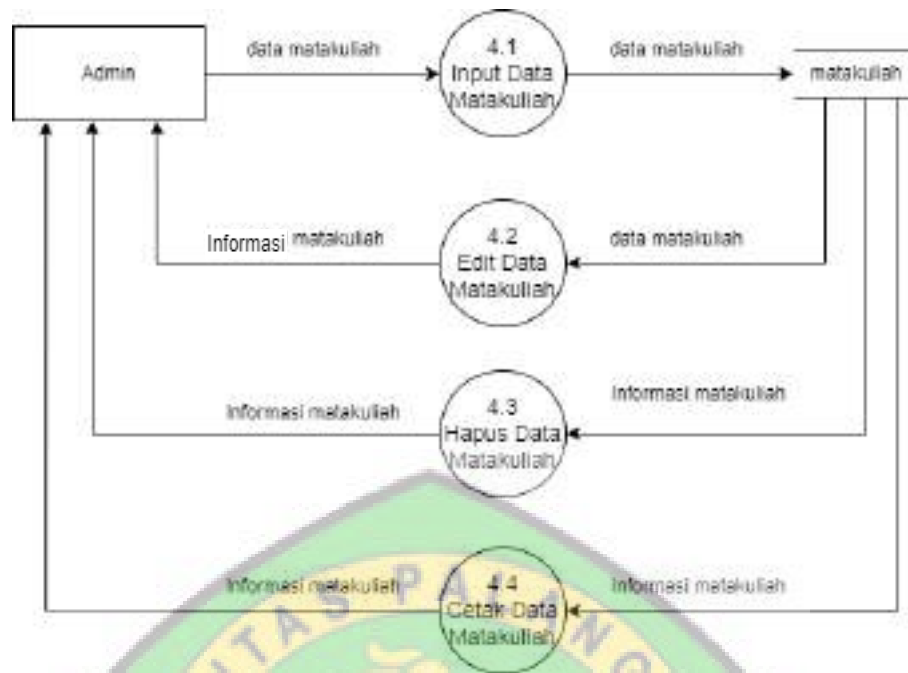 data matakuliah
4.1
data matakuliah
Admin
Input Data
matakuliah
Matakuliah
Informasi matakuliah
4.2
data matakuliah
Edit Data
Matakuliah
Informasi matakuliah
4.3
Informasi matakuliah
Hapus Data
Matakuliah
Informasi matakuliah
4.4
Informasi matakuliah
Cetak Data
Matakuliah